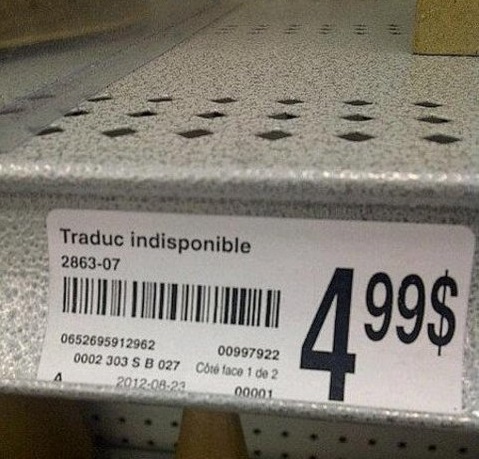 Traduc indisponible
2863-07
4 99$
0652695912962
00997922
0002 303 S B 027
Côté face 1 de 2
A
2012-08-23
00001